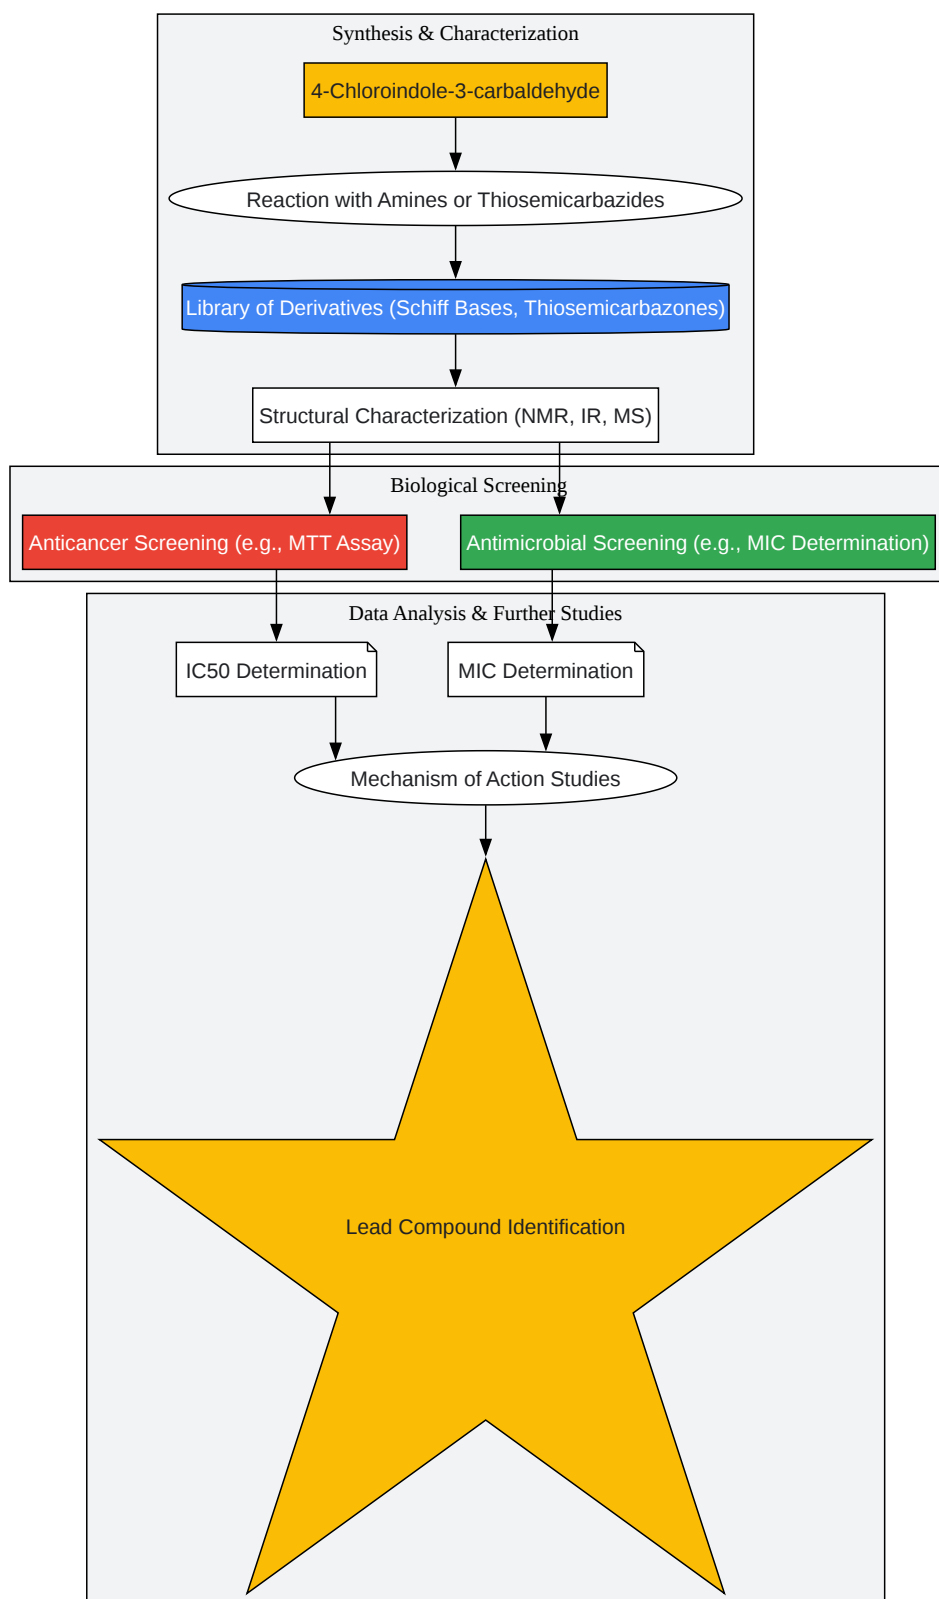 Synthesis & Characterization
4-Chloroindole-3-carbaldehyde
Reaction with Amines or Thiosemicarbazides
Library of Derivatives (Schiff Bases, Thiosemicarbazones)
Structural Characterization (NMR, IR, MS)
Biological Screening
Anticancer Screening (e.g., MTT Assay)
Antimicrobial Screening (e.g., MIC Determination)
Data Analysis & Further Studies
IC50 Determination
MIC Determination
Mechanism of Action Studies
Lead Compound Identification